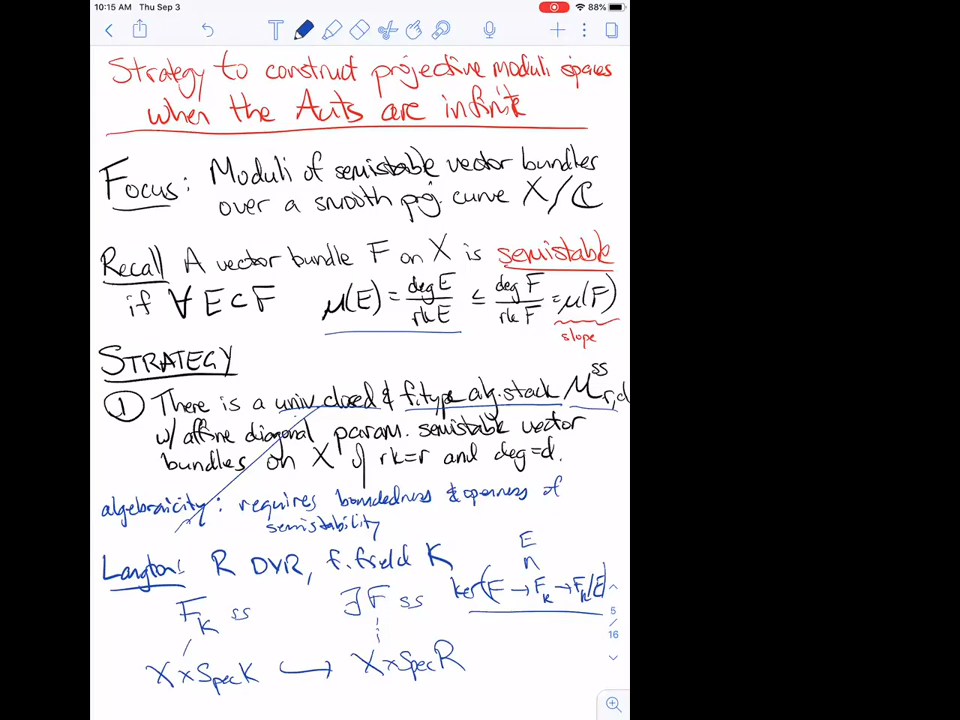 10:15 AM Thu Sep 3
88%
Strategy to construct projective moduli spaces
when the Auts are infinite
Focus: Moduli of semistable vector bundles
over a smooth proj. curve X/ℂ
Recall A vector bundle F on X is semistable
if ∀ E⊂F μ(E) = deg E / rk E ≤ deg F / rk F = μ(F)
slope
STRATEGY
① There is a univ. closed & f.type alg. stack M^ss_r,d
w/ affine diagonal param. semistable vector
bundles on X of rk=r and deg=d.
algebraicity: requires boundedness & openness of
semistability
Langton: R DVR, f.field K
E
∩
F_K ss ∃F ss ker(F → F_k → F_k/E)
X×Spec K ↪ X×Spec R
5
/
16